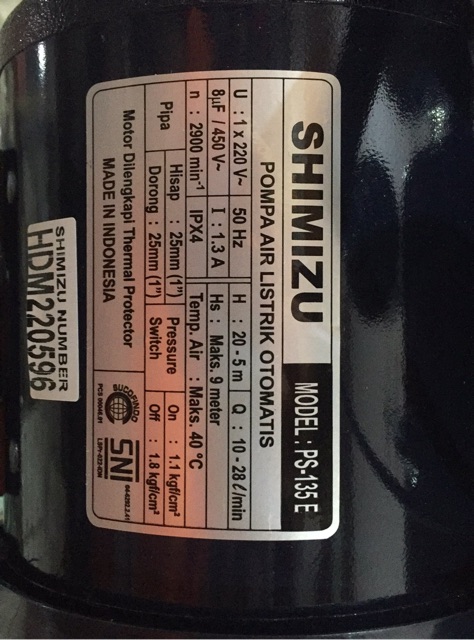 SHIMIZU MODEL : PS-135 E
POMPA AIR LISTRIK OTOMATIS
U : 1 x 220 V~ 50 Hz H : 20 - 5 m Q : 10 - 28 ℓ/min
8µF / 450 V~ I : 1.3 A Hs : Maks. 9 meter
n : 2900 min⁻¹ IPX4 Temp. Air : Maks. 40 °C
Pipa Hisap : 25mm (1") Pressure On : 1.1 kgf/cm²
Dorong : 25mm (1") Switch Off : 1.8 kgf/cm²
Motor Dilengkapi Thermal Protector
MADE IN INDONESIA
SUCOFINDO
SNI
SHIMIZU NUMBER
HDM220596